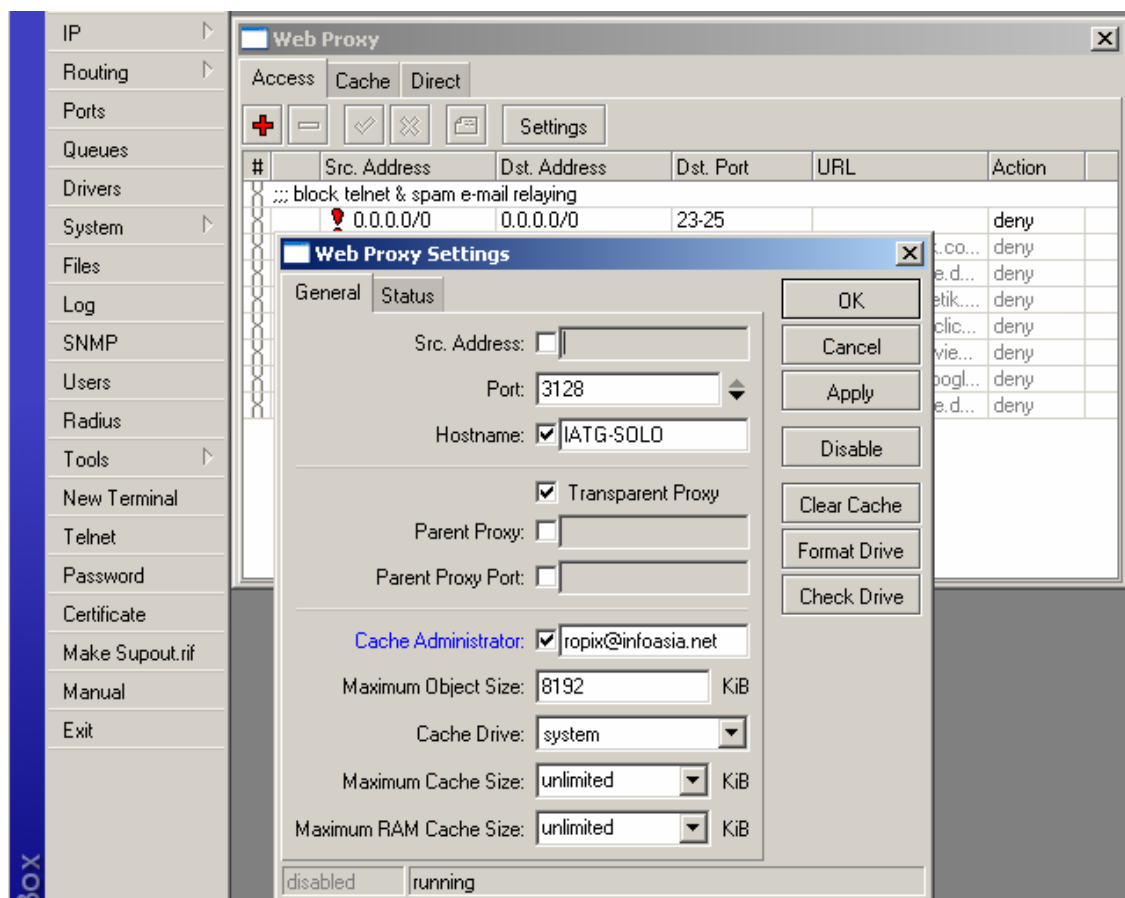 IP
Routing
Ports
Queues
Drivers
System
Files
Log
SNMP
Users
Radius
Tools
New Terminal
Telnet
Password
Certificate
Make Supout.rif
Manual
Exit
Web Proxy
Access Cache Direct
Settings
# Src. Address Dst. Address Dst. Port URL Action
;;; block telnet & spam e-mail relaying
0.0.0.0/0 0.0.0.0/0 23-25 deny
k.co... deny
e.d... deny
etik.... deny
clic... deny
vie... deny
oogl... deny
e.d... deny
Web Proxy Settings
General Status
Src. Address:
Port: 3128
Hostname: IATG-SOLO
Transparent Proxy
Parent Proxy:
Parent Proxy Port:
Cache Administrator: ropix@infoasia.net
Maximum Object Size: 8192 KiB
Cache Drive: system
Maximum Cache Size: unlimited KiB
Maximum RAM Cache Size: unlimited KiB
OK
Cancel
Apply
Disable
Clear Cache
Format Drive
Check Drive
disabled running
Box